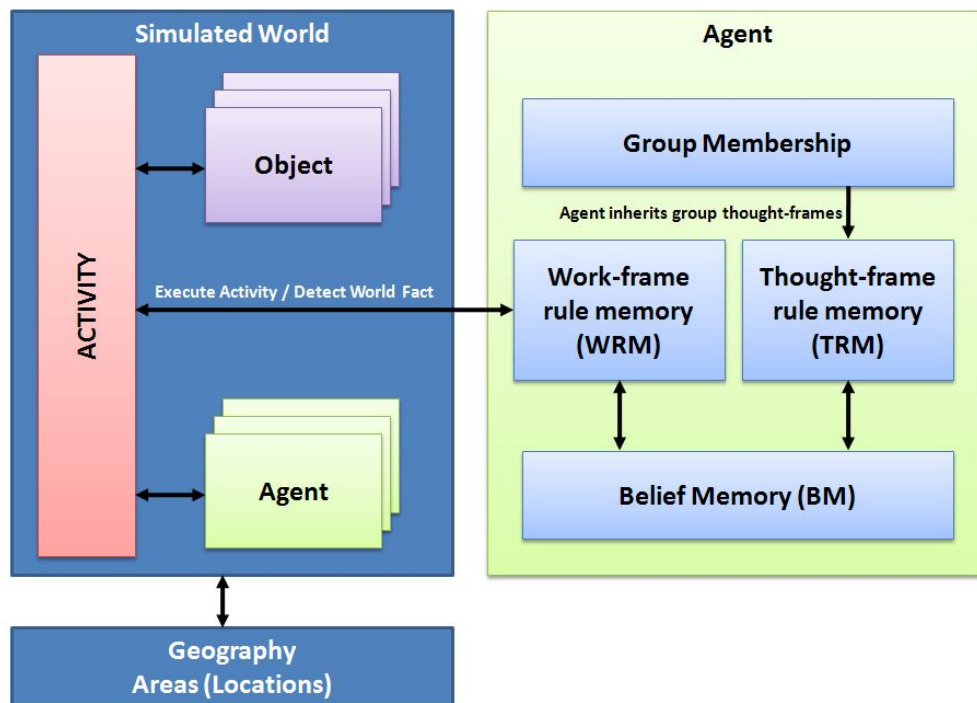 Simulated World
ACTIVITY
Object
Execute Activity / Detect World Fact
Agent
Geography
Areas (Locations)
Agent
Group Membership
Agent inherits group thought-frames
Work-frame
rule memory
(WRM)
Thought-frame
rule memory
(TRM)
Belief Memory (BM)